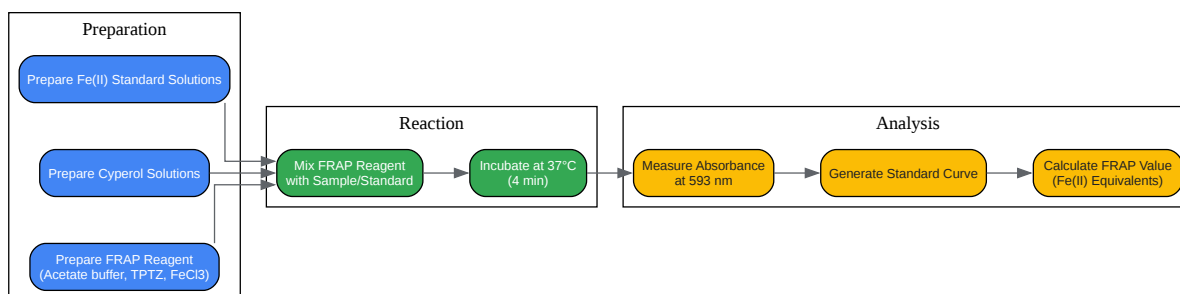 Preparation
Prepare Fe(II) Standard Solutions
Prepare Cyperol Solutions
Prepare FRAP Reagent
(Acetate buffer, TPTZ, FeCl3)
Reaction
Mix FRAP Reagent
with Sample/Standard
Incubate at 37°C
(4 min)
Analysis
Measure Absorbance
at 593 nm
Generate Standard Curve
Calculate FRAP Value
(Fe(II) Equivalents)